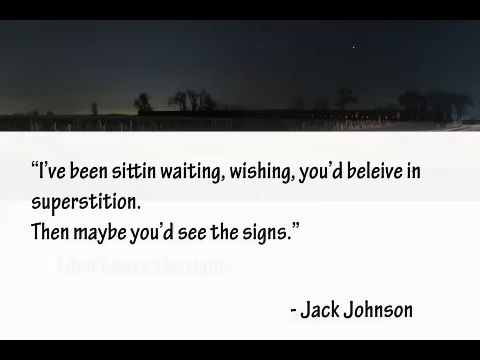 “I’ve been sittin waiting, wishing, you’d beleive in
superstition.
Then maybe you’d see the signs.”
- Jack Johnson